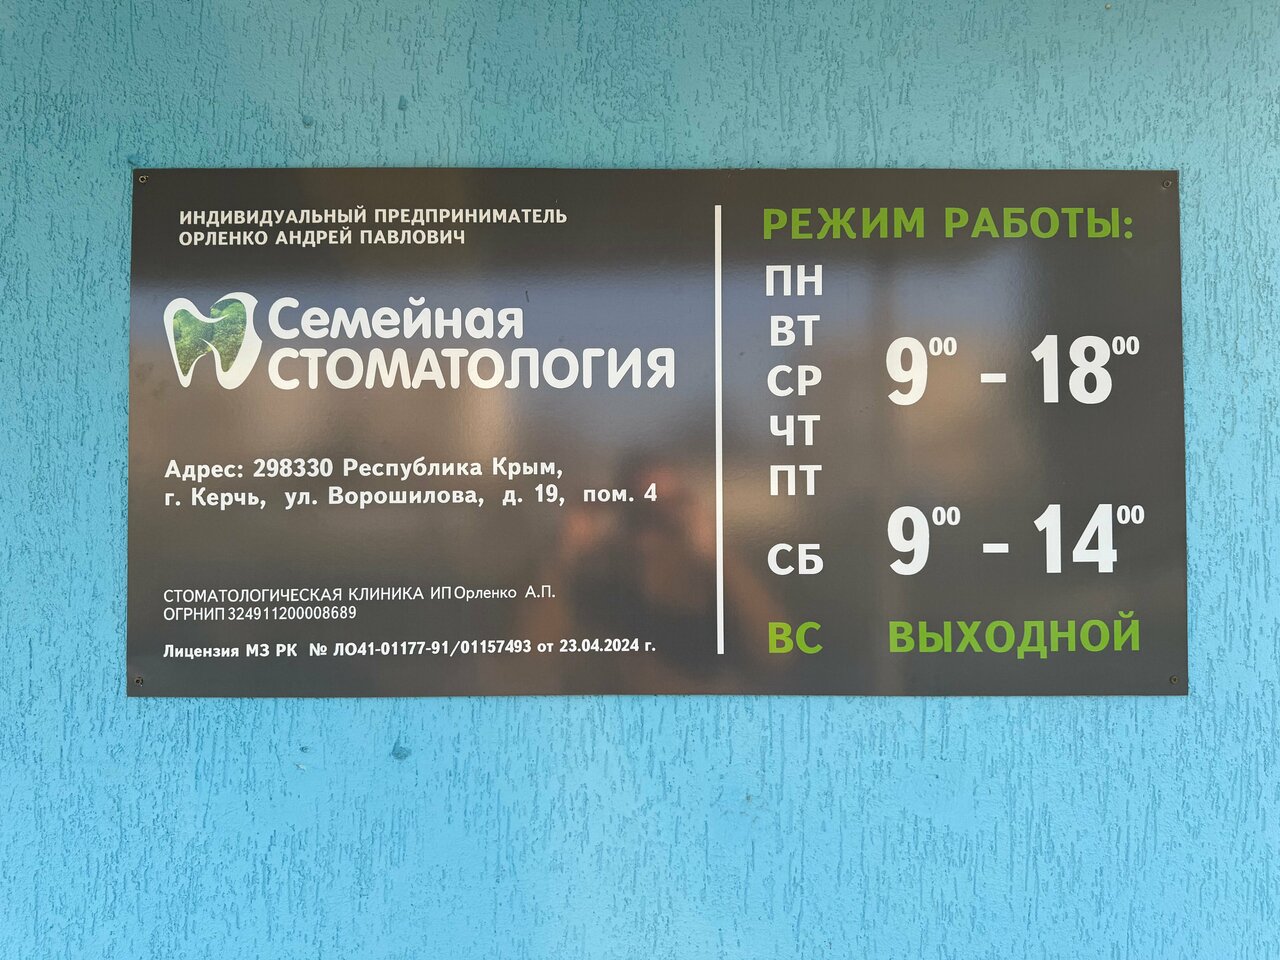 ИНДИВИДУАЛЬНЫЙ ПРЕДПРИНИМАТЕЛЬ
ОРЛЕНКО АНДРЕЙ ПАВЛОВИЧ
Семейная
СТОМАТОЛОГИЯ
Адрес: 298330 Республика Крым,
г. Керчь, ул. Ворошилова, д. 19, пом. 4
СТОМАТОЛОГИЧЕСКАЯ КЛИНИКА ИП Орленко А.П.
ОГРНИП 324911200008689
Лицензия МЗ РК № ЛО41-01177-91/01157493 от 23.04.2024 г.
РЕЖИМ РАБОТЫ:
ПН
ВТ
СР
ЧТ
ПТ
9⁰⁰ - 18⁰⁰
СБ 9⁰⁰ - 14⁰⁰
ВС ВЫХОДНОЙ